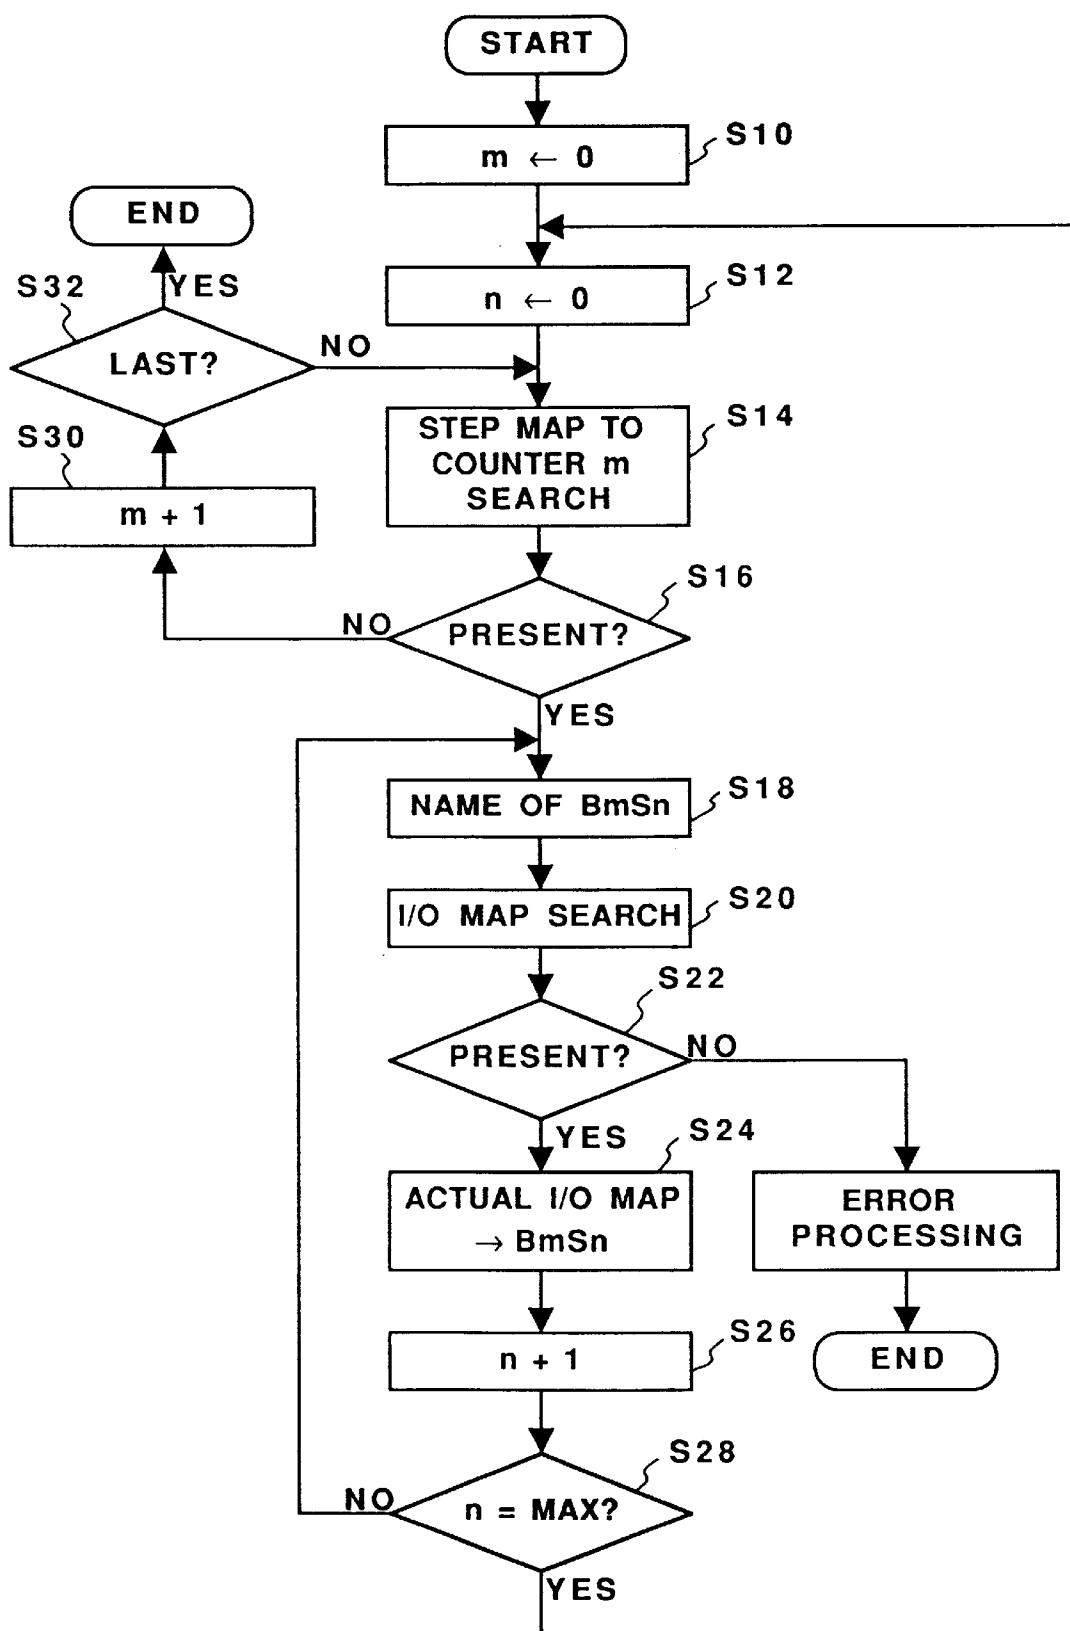 START
S10
m ← 0
END
S32
YES
S12
n ← 0
LAST?
NO
S14
STEP MAP TO
COUNTER m
SEARCH
S30
m + 1
S16
NO
PRESENT?
YES
S18
NAME OF BmSn
S20
I/O MAP SEARCH
S22
PRESENT?
NO
YES
S24
ACTUAL I/O MAP
→ BmSn
ERROR
PROCESSING
S26
n + 1
END
S28
NO
n = MAX?
YES